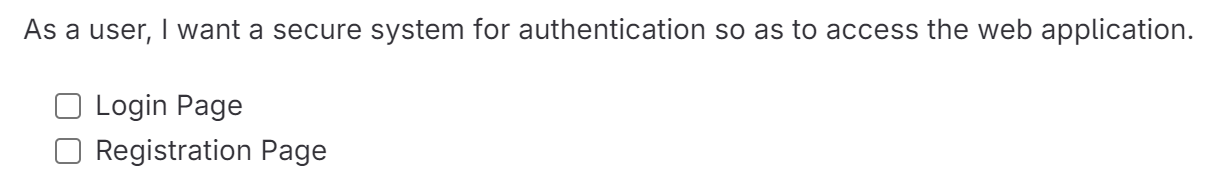 As a user, I want a secure system for authentication so as to access the web application.
Login Page
Registration Page